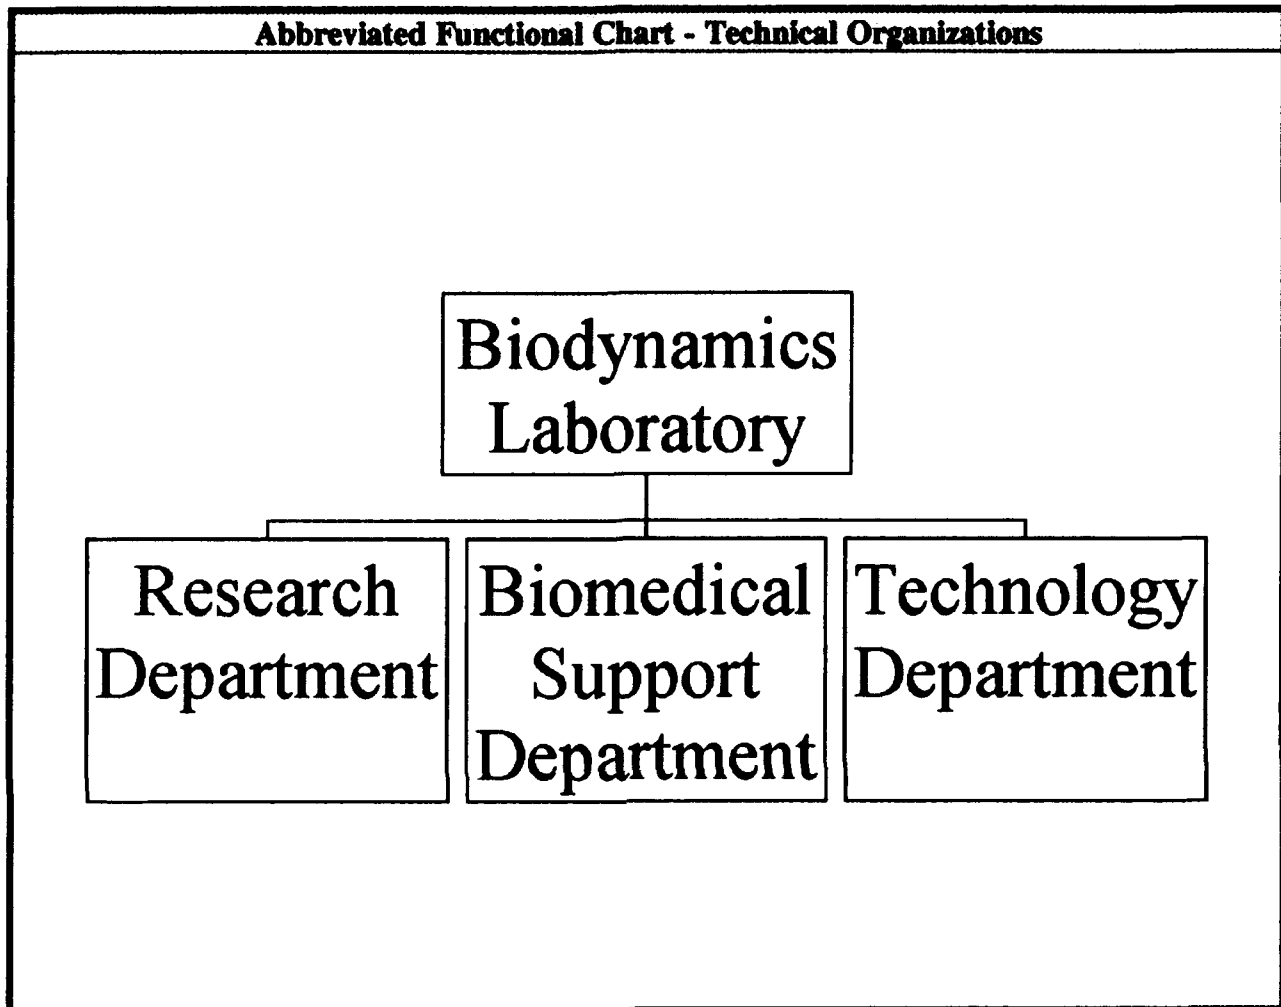 Abbreviated Functional Chart - Technical Organizations
Biodynamics
Laboratory
Research
Department
Biomedical
Support
Department
Technology
Department